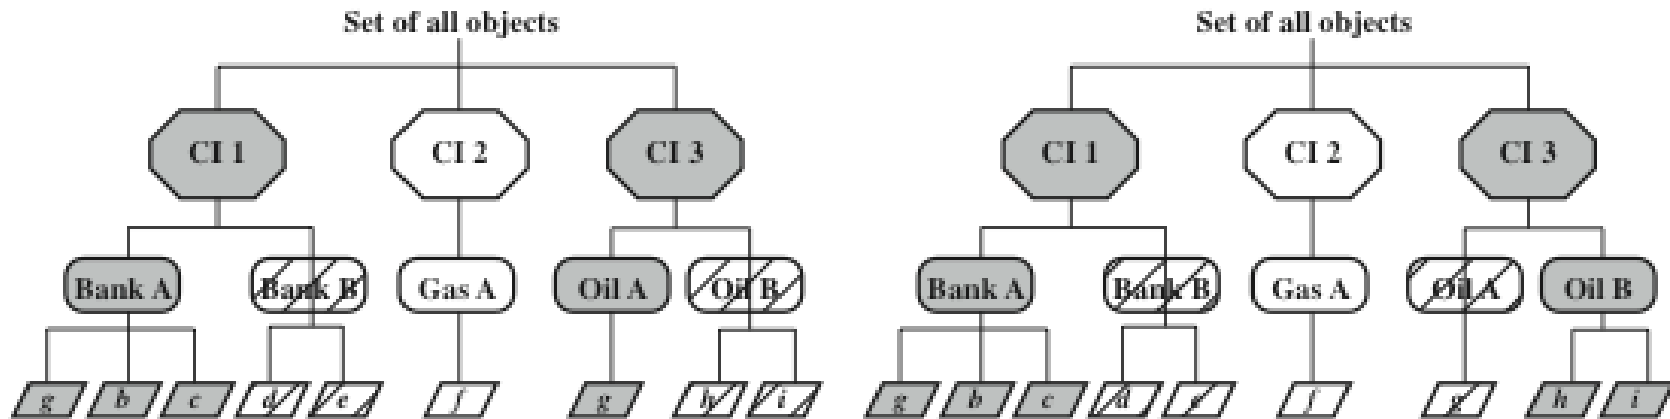 Set of all objects Set of all objects
CI 1 CI 2 CI 3 CI 1 CI 2 CI 3
Bank A Bank B Gas A Oil A Oil B Bank A Bank B Gas A Oil A Oil B
g b c d e f g h i g b c d e f g h i